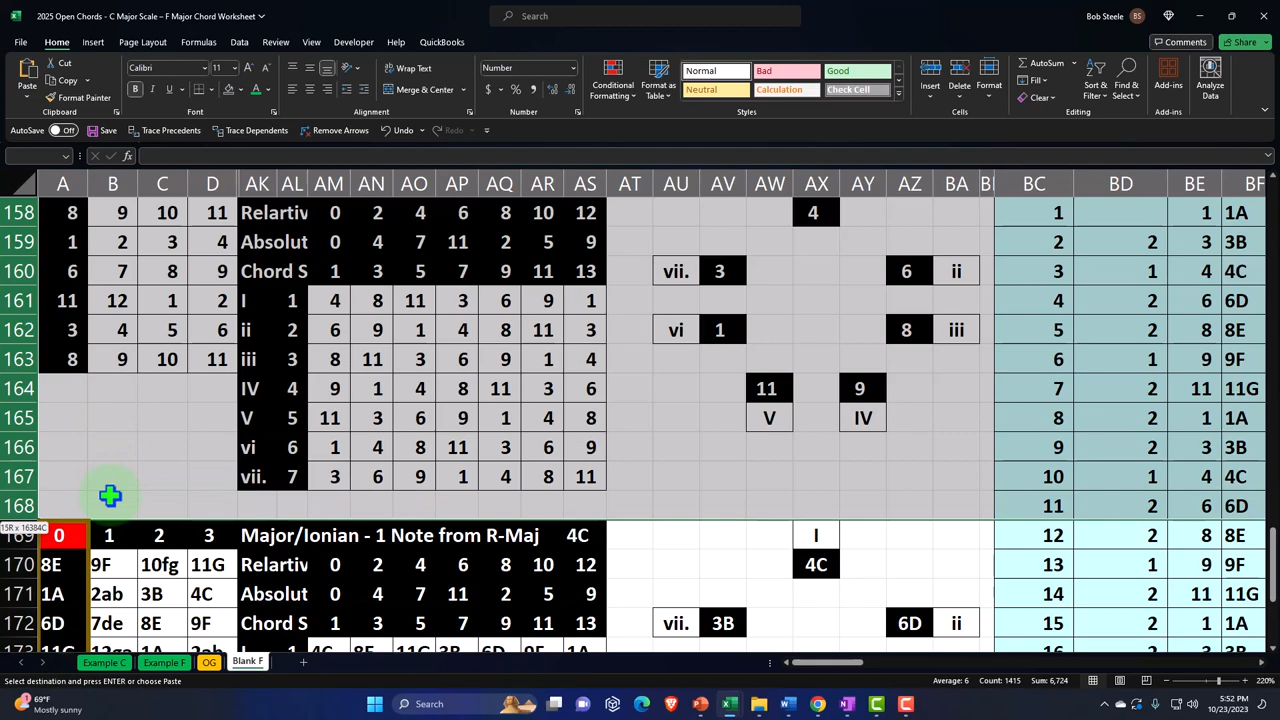 2025 Open Chords - C Major Scale – F Major Chord Worksheet
Search
Bob Steele BS
File Home Insert Page Layout Formulas Data Review View Developer Help QuickBooks
Comments Share
Paste Cut Copy Format Painter
Calibri 11
B I U
Wrap Text
Merge & Center
Number
$ % ,
Conditional Formatting
Format as Table
Normal Bad Good
Neutral Calculation Check Cell
Insert Delete Format
AutoSum Fill Clear
Sort & Filter
Find & Select
Add-ins
Analyze Data
Clipboard Font Alignment Number Styles Cells Editing Add-ins
AutoSave Off Save Trace Precedents Trace Dependents Remove Arrows Undo
fx
A B C D AK AL AM AN AO AP AQ AR AS AT AU AV AW AX AY AZ BA BC BD BE BF
158 8 9 10 11 Relartiv 0 2 4 6 8 10 12 4 1 1 1A
159 1 2 3 4 Absolut 0 4 7 11 2 5 9 2 2 3 3B
160 6 7 8 9 Chord S 1 3 5 7 9 11 13 vii. 3 6 ii 3 1 4 4C
161 11 12 1 2 I 1 4 8 11 3 6 9 1 4 2 6 6D
162 3 4 5 6 ii 2 6 9 1 4 8 11 3 vi 1 8 iii 5 2 8 8E
163 8 9 10 11 iii 3 8 11 3 6 9 1 4 6 1 9 9F
164 IV 4 9 1 4 8 11 3 6 11 9 7 2 11 11G
165 V 5 11 3 6 9 1 4 8 V IV 8 2 1 1A
166 vi 6 1 4 8 11 3 6 9 9 2 3 3B
167 vii. 7 3 6 9 1 4 8 11 10 1 4 4C
168 11 2 6 6D
15R x 16384C
169 0 1 2 3 Major/Ionian - 1 Note from R-Maj 4C I 12 2 8 8E
170 8E 9F 10fg 11G Relartiv 0 2 4 6 8 10 12 4C 13 1 9 9F
171 1A 2ab 3B 4C Absolut 0 4 7 11 2 5 9 14 2 11 11G
172 6D 7de 8E 9F Chord S 1 3 5 7 9 11 13 vii. 3B 6D ii 15 2 1 1A
Example C Example F OG Blank F
Select destination and press ENTER or choose Paste
Average: 6 Count: 1415 Sum: 6,724
220%
69°F
Mostly sunny
Search
5:52 PM
10/23/2023